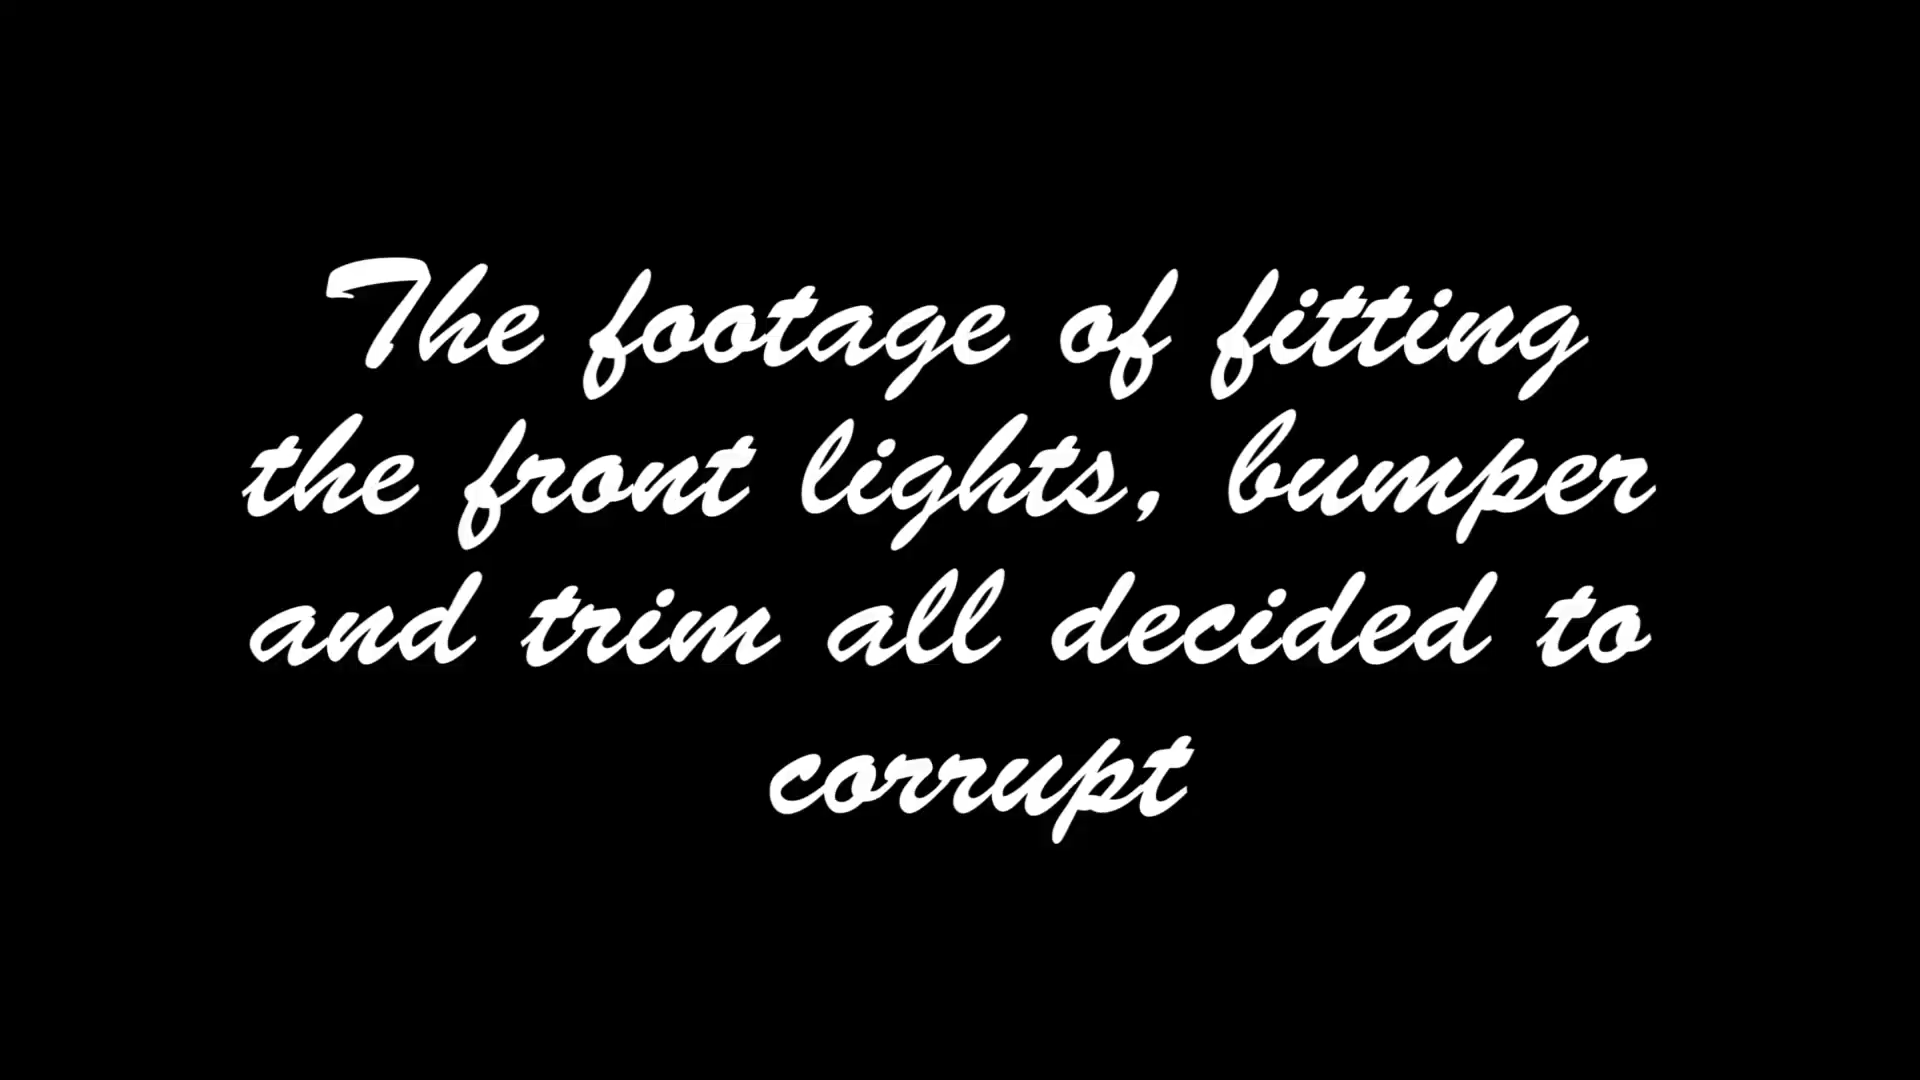 The footage of fitting
the front lights, bumper
and trim all decided to
corrupt